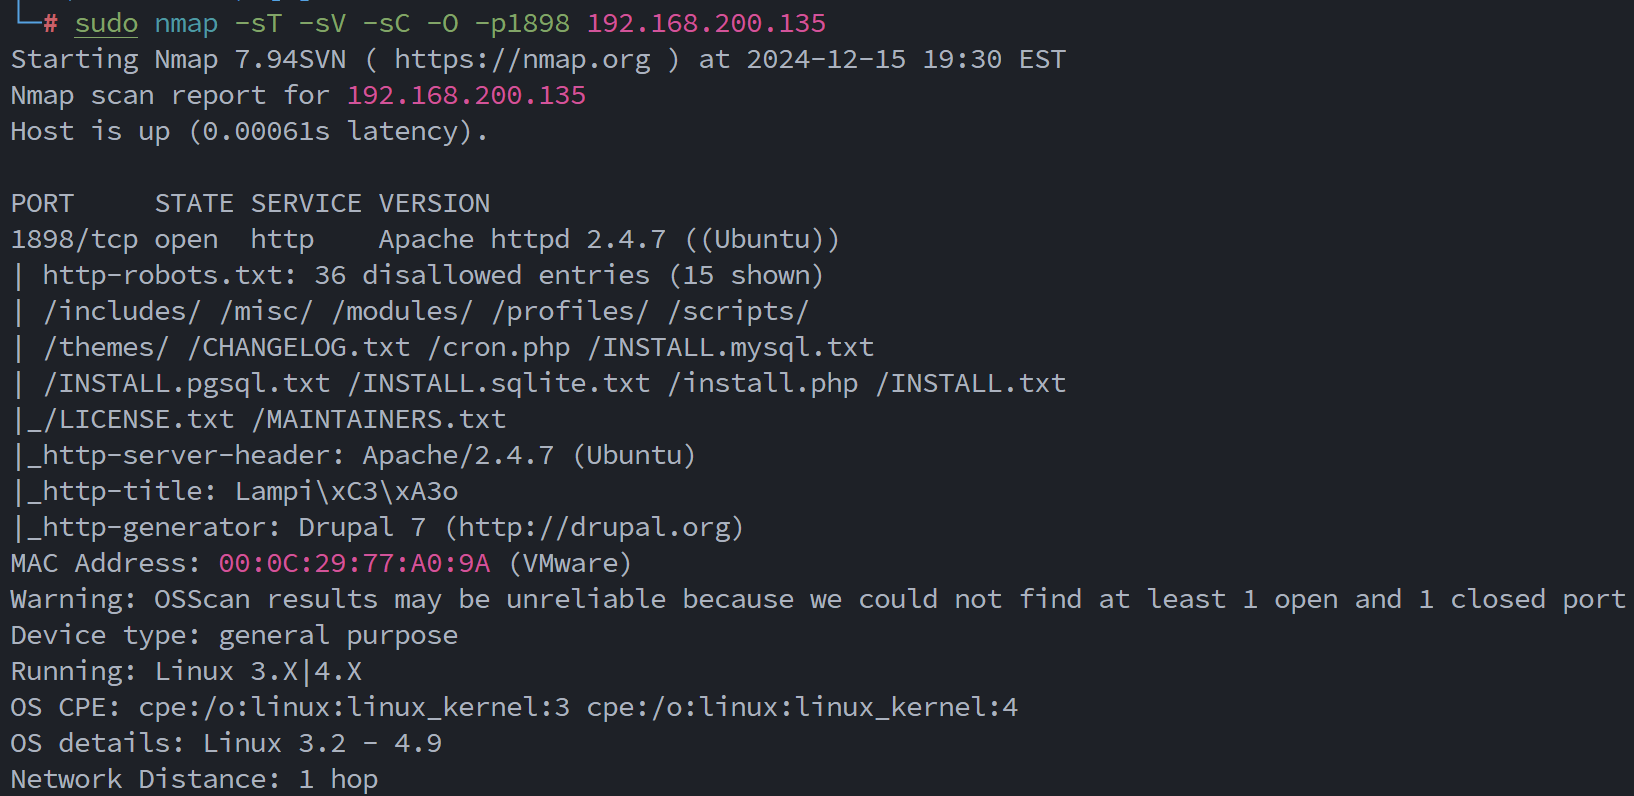 └─# sudo nmap -sT -sV -sC -O -p1898 192.168.200.135
Starting Nmap 7.94SVN ( https://nmap.org ) at 2024-12-15 19:30 EST
Nmap scan report for 192.168.200.135
Host is up (0.00061s latency).
PORT     STATE SERVICE VERSION
1898/tcp open  http    Apache httpd 2.4.7 ((Ubuntu))
| http-robots.txt: 36 disallowed entries (15 shown)
| /includes/ /misc/ /modules/ /profiles/ /scripts/
| /themes/ /CHANGELOG.txt /cron.php /INSTALL.mysql.txt
| /INSTALL.pgsql.txt /INSTALL.sqlite.txt /install.php /INSTALL.txt
|_/LICENSE.txt /MAINTAINERS.txt
|_http-server-header: Apache/2.4.7 (Ubuntu)
|_http-title: Lampi\xC3\xA3o
|_http-generator: Drupal 7 (http://drupal.org)
MAC Address: 00:0C:29:77:A0:9A (VMware)
Warning: OSScan results may be unreliable because we could not find at least 1 open and 1 closed port
Device type: general purpose
Running: Linux 3.X|4.X
OS CPE: cpe:/o:linux:linux_kernel:3 cpe:/o:linux:linux_kernel:4
OS details: Linux 3.2 - 4.9
Network Distance: 1 hop